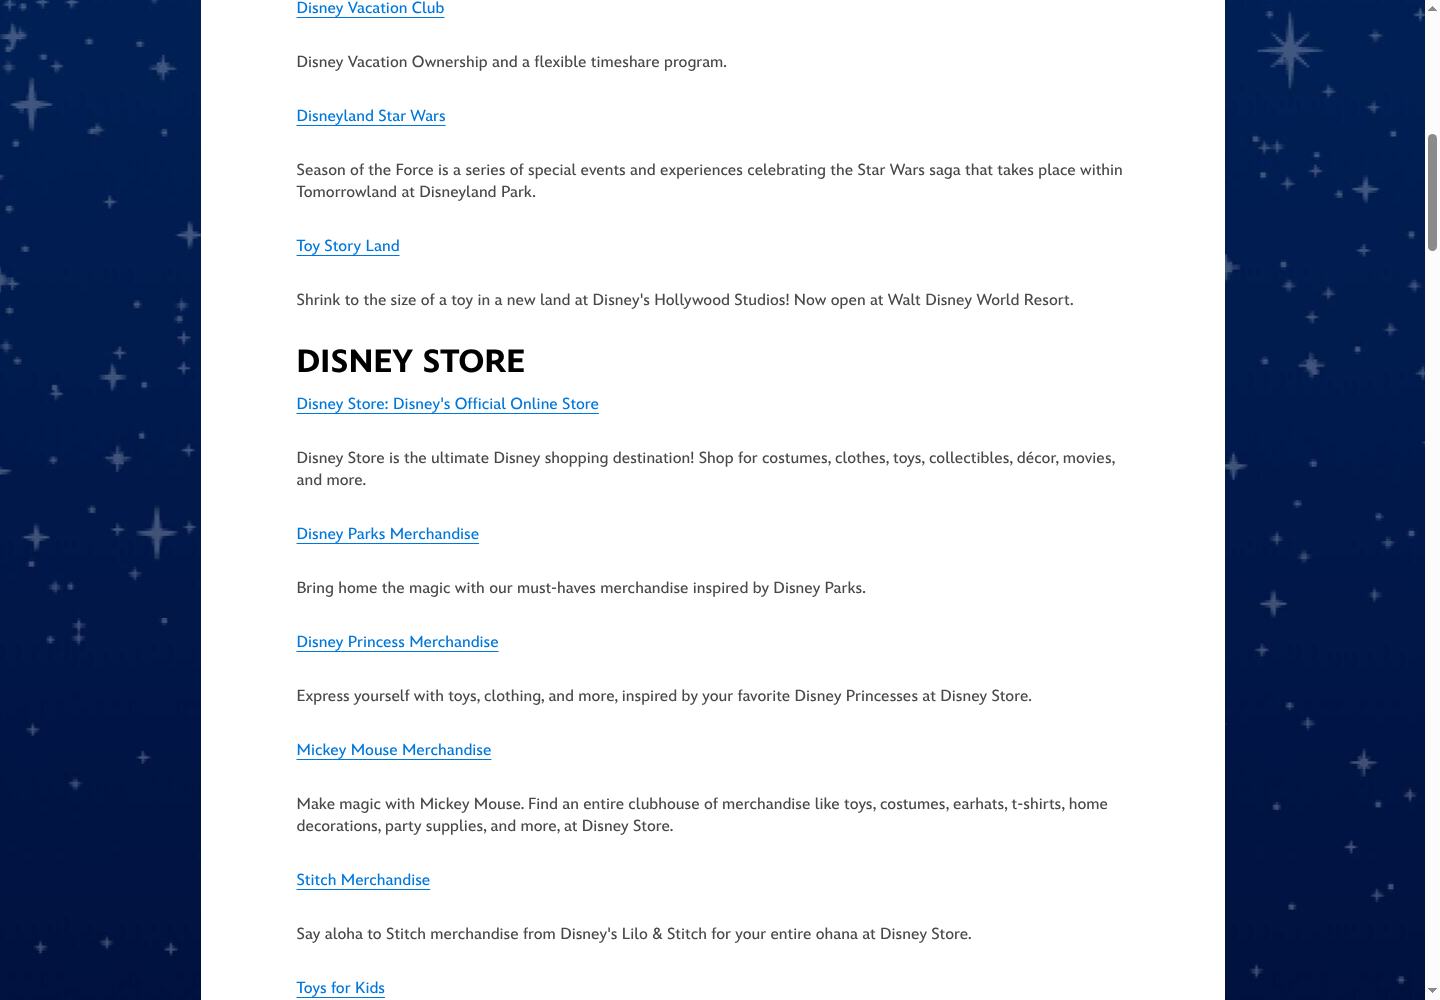 Disney Vacation Club
Disney Vacation Ownership and a flexible timeshare program.
Disneyland Star Wars
Season of the Force is a series of special events and experiences celebrating the Star Wars saga that takes place within
Tomorrowland at Disneyland Park.
Toy Story Land
Shrink to the size of a toy in a new land at Disney's Hollywood Studios! Now open at Walt Disney World Resort.
DISNEY STORE
Disney Store: Disney's Official Online Store
Disney Store is the ultimate Disney shopping destination! Shop for costumes, clothes, toys, collectibles, décor, movies,
and more.
Disney Parks Merchandise
Bring home the magic with our must-haves merchandise inspired by Disney Parks.
Disney Princess Merchandise
Express yourself with toys, clothing, and more, inspired by your favorite Disney Princesses at Disney Store.
Mickey Mouse Merchandise
Make magic with Mickey Mouse. Find an entire clubhouse of merchandise like toys, costumes, earhats, t-shirts, home
decorations, party supplies, and more, at Disney Store.
Stitch Merchandise
Say aloha to Stitch merchandise from Disney's Lilo & Stitch for your entire ohana at Disney Store.
Toys for Kids